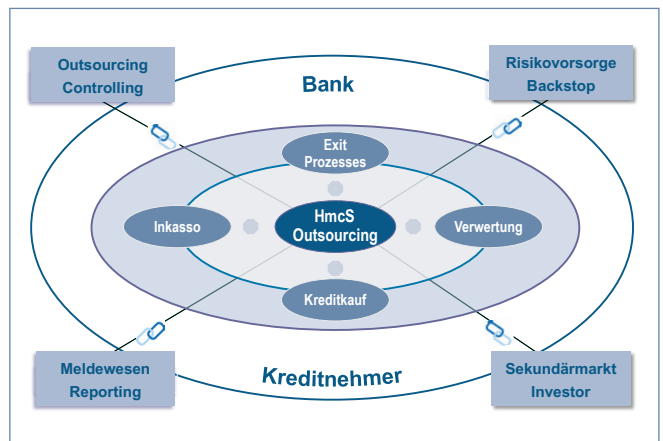 Outsourcing
Controlling
Bank
Risikovorsorge
Backstop
Exit
Prozesses
Inkasso
HmcS
Outsourcing
Verwertung
Kreditkauf
Meldewesen
Reporting
Kreditnehmer
Sekundärmarkt
Investor